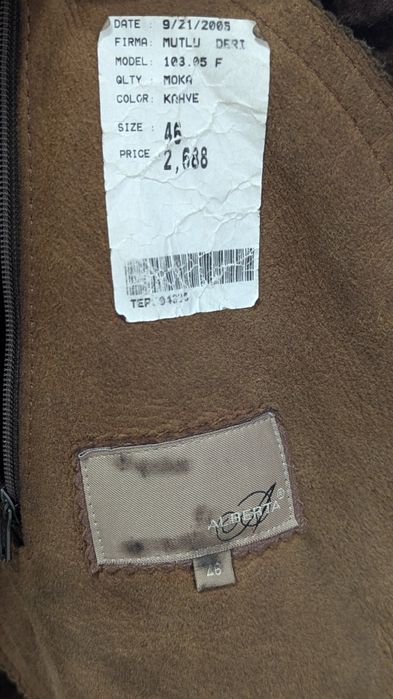 DATE : 9/21/2005
FIRMA: MUTLU DERI
MODEL: 103.05 F
QLTY : MOKA
COLOR: KAHVE
SIZE : 46
PRICE 2,688
ALBERTA®
46